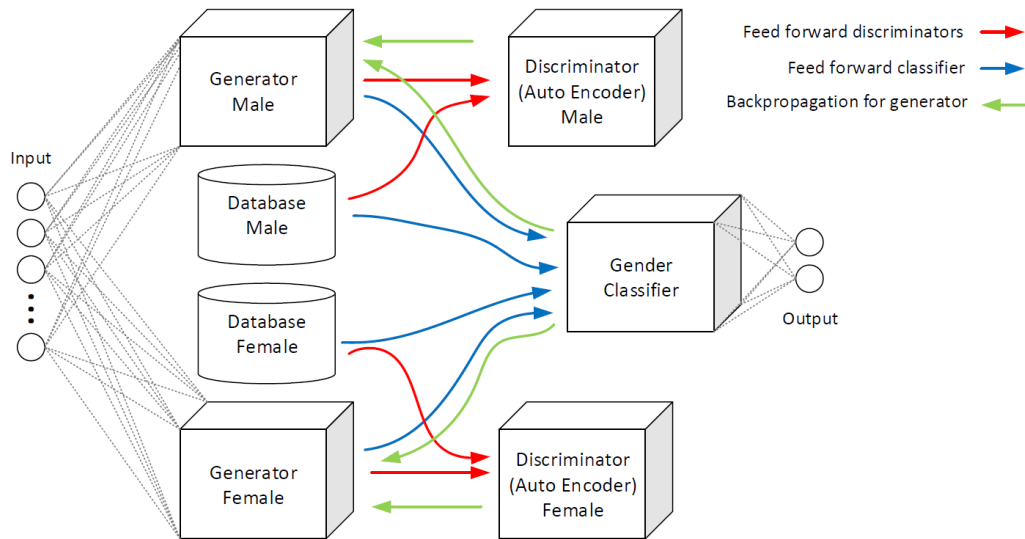 Generator
Male
Discriminator
(Auto Encoder)
Male
Feed forward discriminators
Feed forward classifier
Backpropagation for generator
Input
Database
Male
Gender
Classifier
Output
Database
Female
Generator
Female
Discriminator
(Auto Encoder)
Female